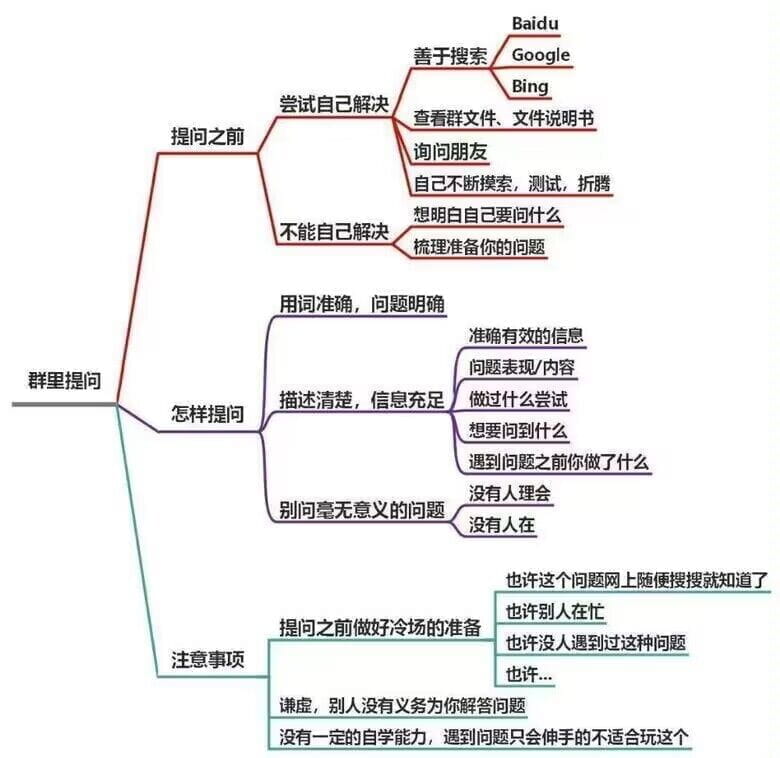 群里提问
提问之前
尝试自己解决
善于搜索
Baidu
Google
Bing
查看群文件、文件说明书
询问朋友
自己不断摸索，测试，折腾
不能自己解决
想明白自己要问什么
梳理准备你的问题
怎样提问
用词准确，问题明确
描述清楚，信息充足
准确有效的信息
问题表现/内容
做过什么尝试
想要问到什么
遇到问题之前你做了什么
别问毫无意义的问题
没有人理会
没有人在
注意事项
提问之前做好冷场的准备
也许这个问题网上随便搜搜就知道了
也许别人在忙
也许没人遇到过这种问题
也许...
谦虚，别人没有义务为你解答问题
没有一定的自学能力，遇到问题只会伸手的不适合玩这个